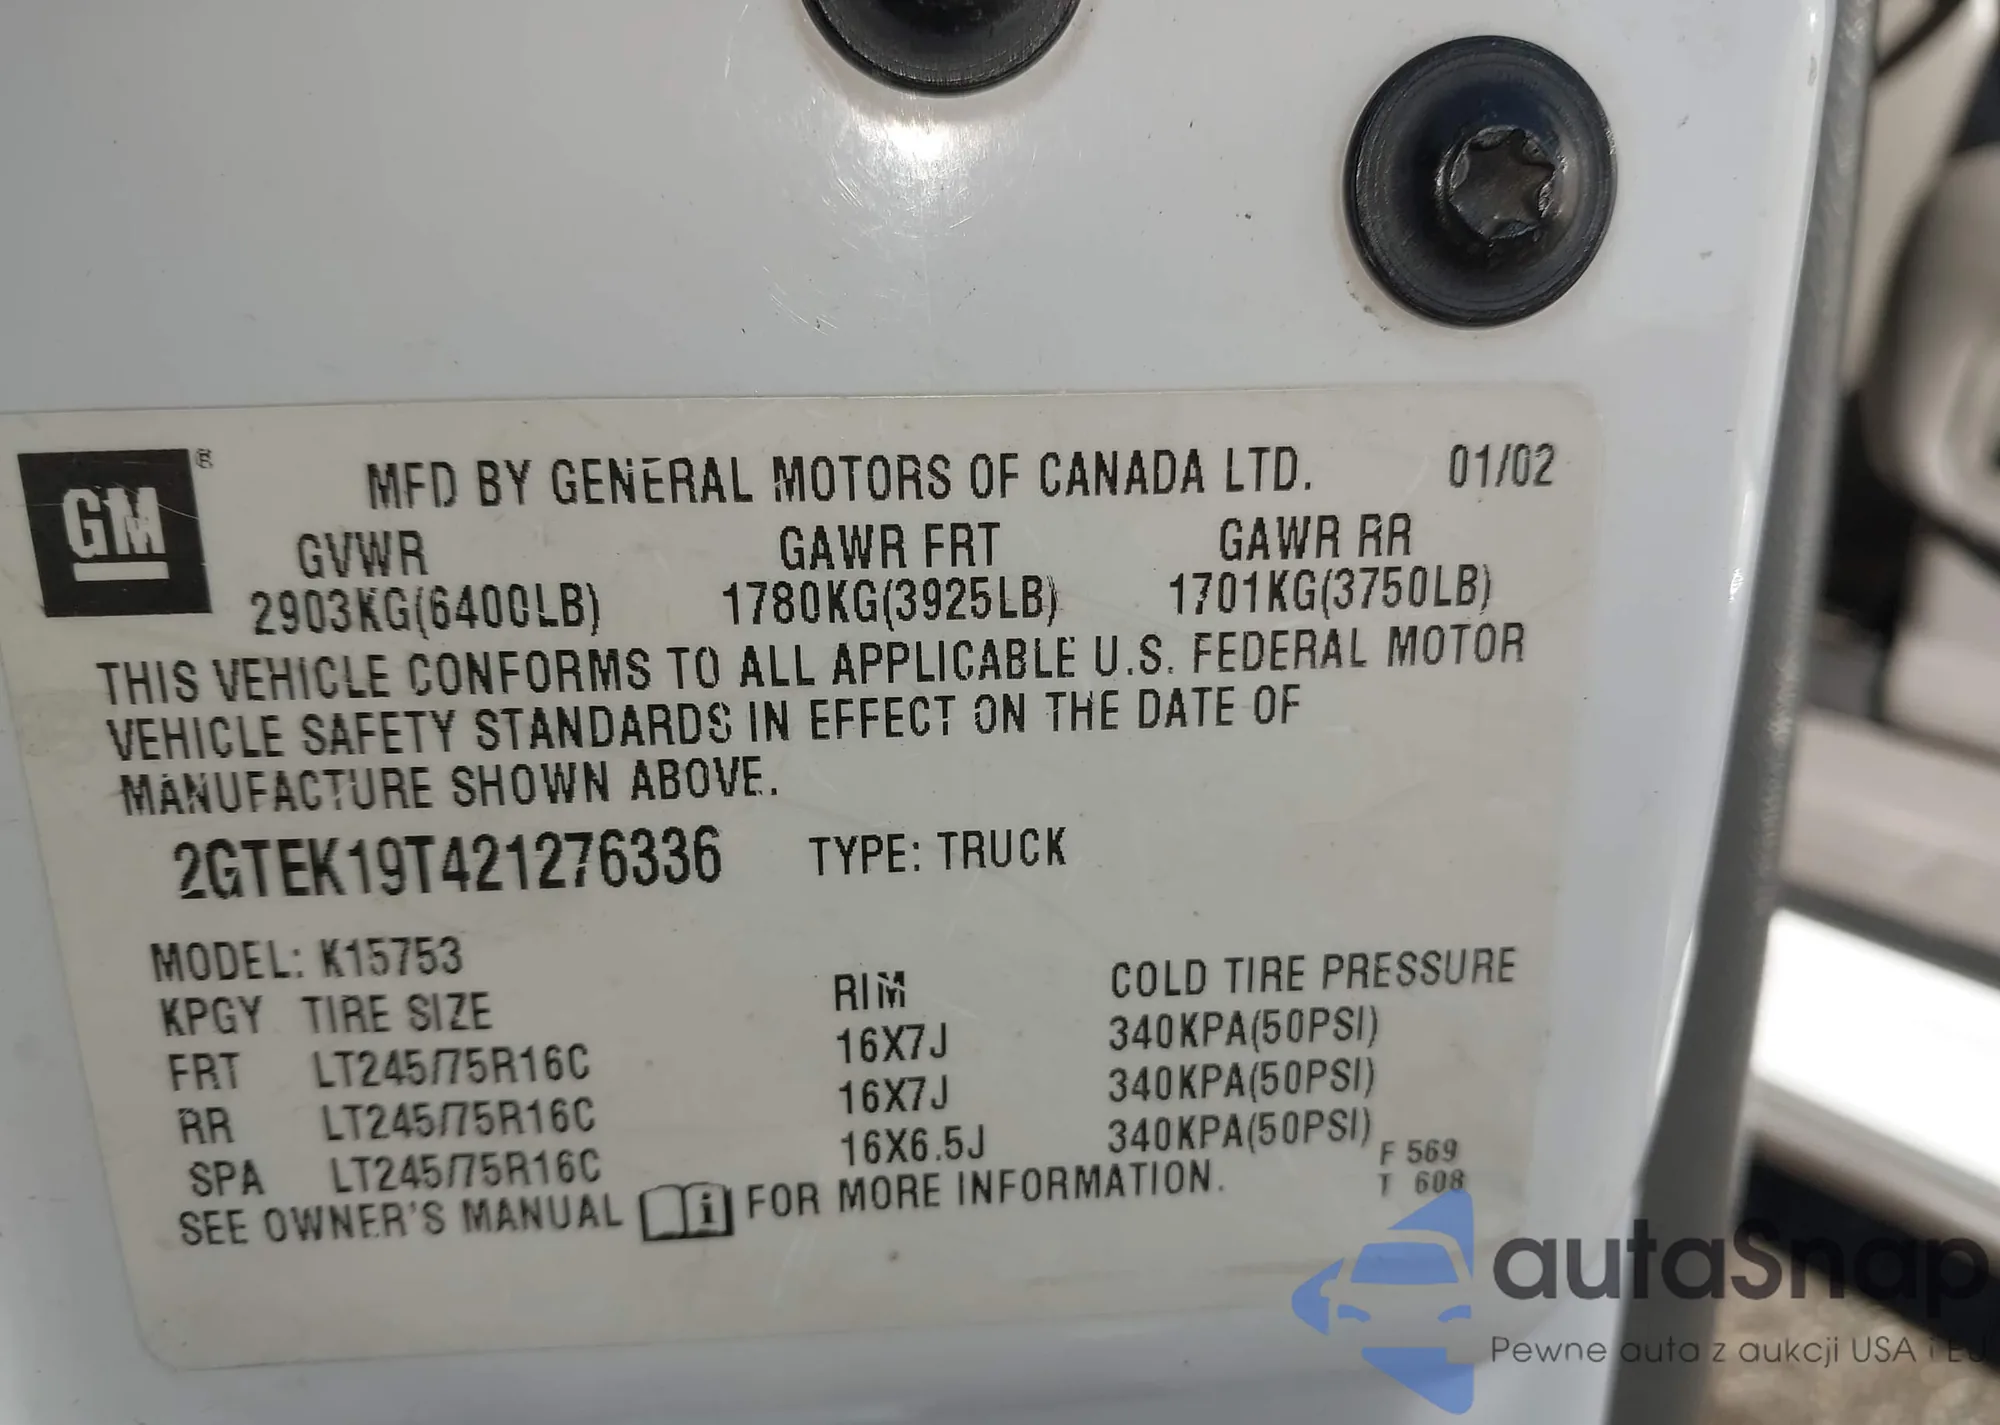 GM ®
MFD BY GENERAL MOTORS OF CANADA LTD. 01/02
GVWR GAWR FRT GAWR RR
2903KG(6400LB) 1780KG(3925LB) 1701KG(3750LB)
THIS VEHICLE CONFORMS TO ALL APPLICABLE U.S. FEDERAL MOTOR
VEHICLE SAFETY STANDARDS IN EFFECT ON THE DATE OF
MANUFACTURE SHOWN ABOVE.
2GTEK19T421276336 TYPE: TRUCK
MODEL: K15753
KPGY TIRE SIZE RIM COLD TIRE PRESSURE
FRT LT245/75R16C 16X7J 340KPA(50PSI)
RR LT245/75R16C 16X7J 340KPA(50PSI)
SPA LT245/75R16C 16X6.5J 340KPA(50PSI)
F 569
T 608
SEE OWNER'S MANUAL i FOR MORE INFORMATION.
autaSnap
Pewne auta z aukcji USA i EU